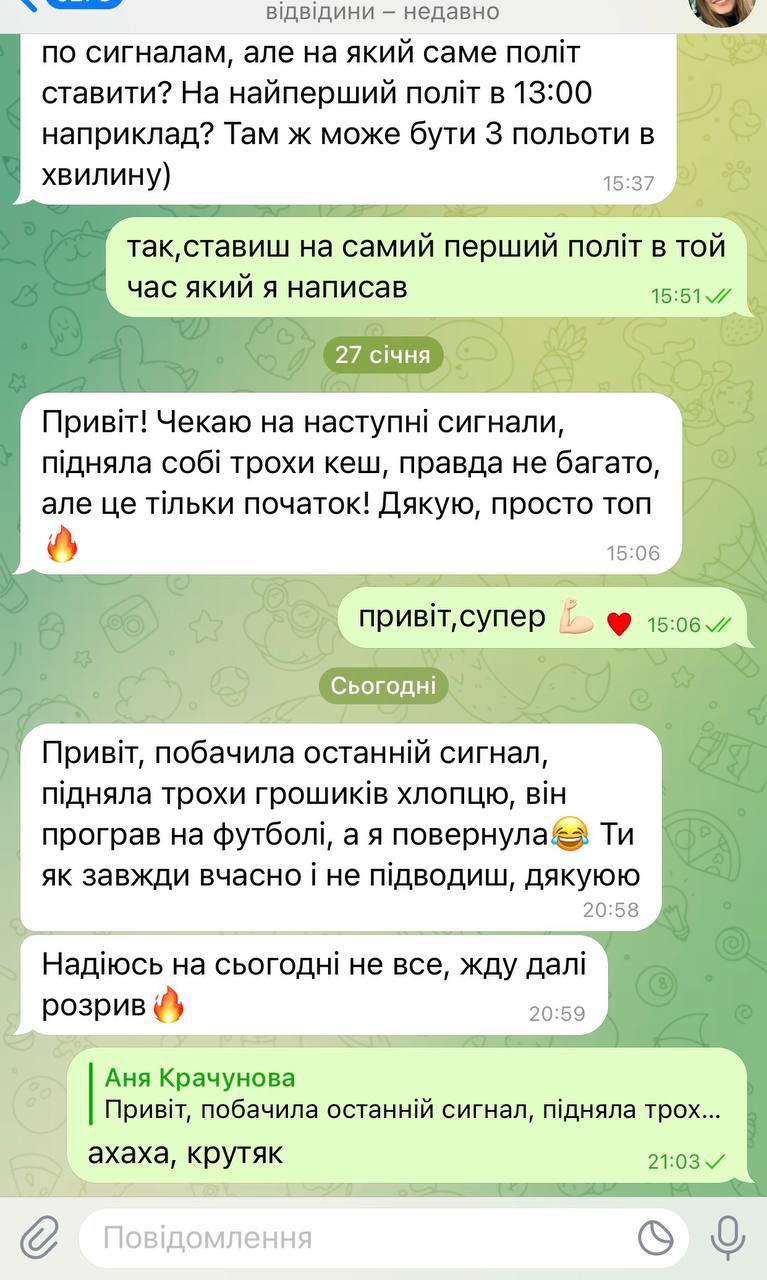 відвідини – недавно
по сигналам, але на який саме політ
ставити? На найперший політ в 13:00
наприклад? Там ж може бути 3 польоти в
хвилину)
15:37
так,ставиш на самий перший політ в той
час який я написав
15:51
27 січня
Привіт! Чекаю на наступні сигнали,
підняла собі трохи кеш, правда не багато,
але це тільки початок! Дякую, просто топ
🔥
15:06
привіт,супер 💪🏻 ♥️ 15:06
Сьогодні
Привіт, побачила останній сигнал,
підняла трохи грошиків хлопцю, він
програв на футболі, а я повернула😂 Ти
як завжди вчасно і не підводиш, дякуюю
20:58
Надіюсь на сьогодні не все, жду далі
розрив🔥
20:59
Аня Крачунова
Привіт, побачила останній сигнал, підняла трох...
ахаха, крутяк
21:03
Повідомлення